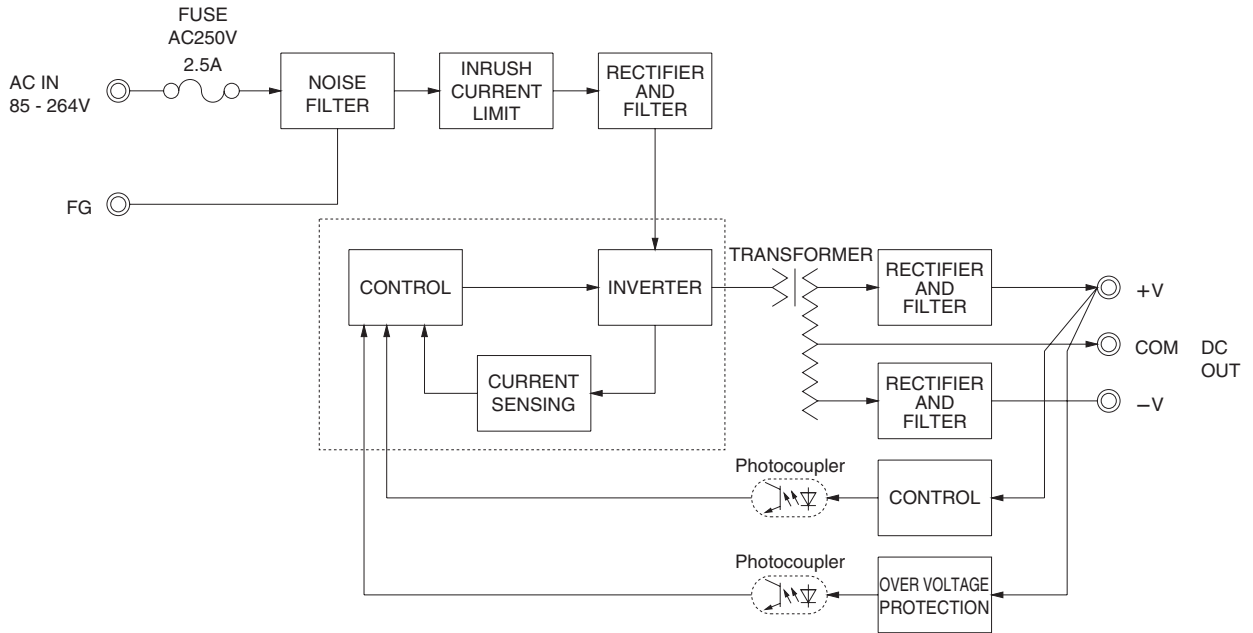 FUSE
AC250V
2.5A
AC IN
85 - 264V
NOISE
FILTER
INRUSH
CURRENT
LIMIT
RECTIFIER
AND
FILTER
FG
CONTROL
INVERTER
TRANSFORMER
RECTIFIER
AND
FILTER
+V
COM
DC
OUT
CURRENT
SENSING
RECTIFIER
AND
FILTER
−V
Photocoupler
CONTROL
Photocoupler
OVER VOLTAGE
PROTECTION